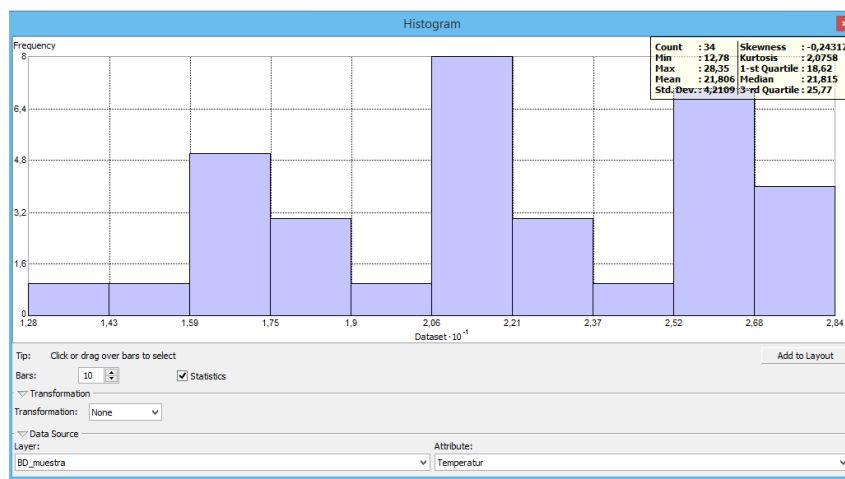 Histogram
x
Frequency
Count : 34 Skewness : -0,24317
Min : 12,78 Kurtosis : 2,0758
Max : 28,35 1-st Quartile : 18,62
Mean : 21,806 Median : 21,815
Std. Dev. : 4,2109 3-rd Quartile : 25,77
8
6,4
4,8
3,2
1,6
0
1,28 1,43 1,59 1,75 1,9 2,06 2,21 2,37 2,52 2,68 2,84
Dataset · 10 -1
Tip: Click or drag over bars to select
Add to Layout
Bars: 10 Statistics
Transformation
Transformation: None
Data Source
Layer: Attribute:
BD_muestra Temperatur